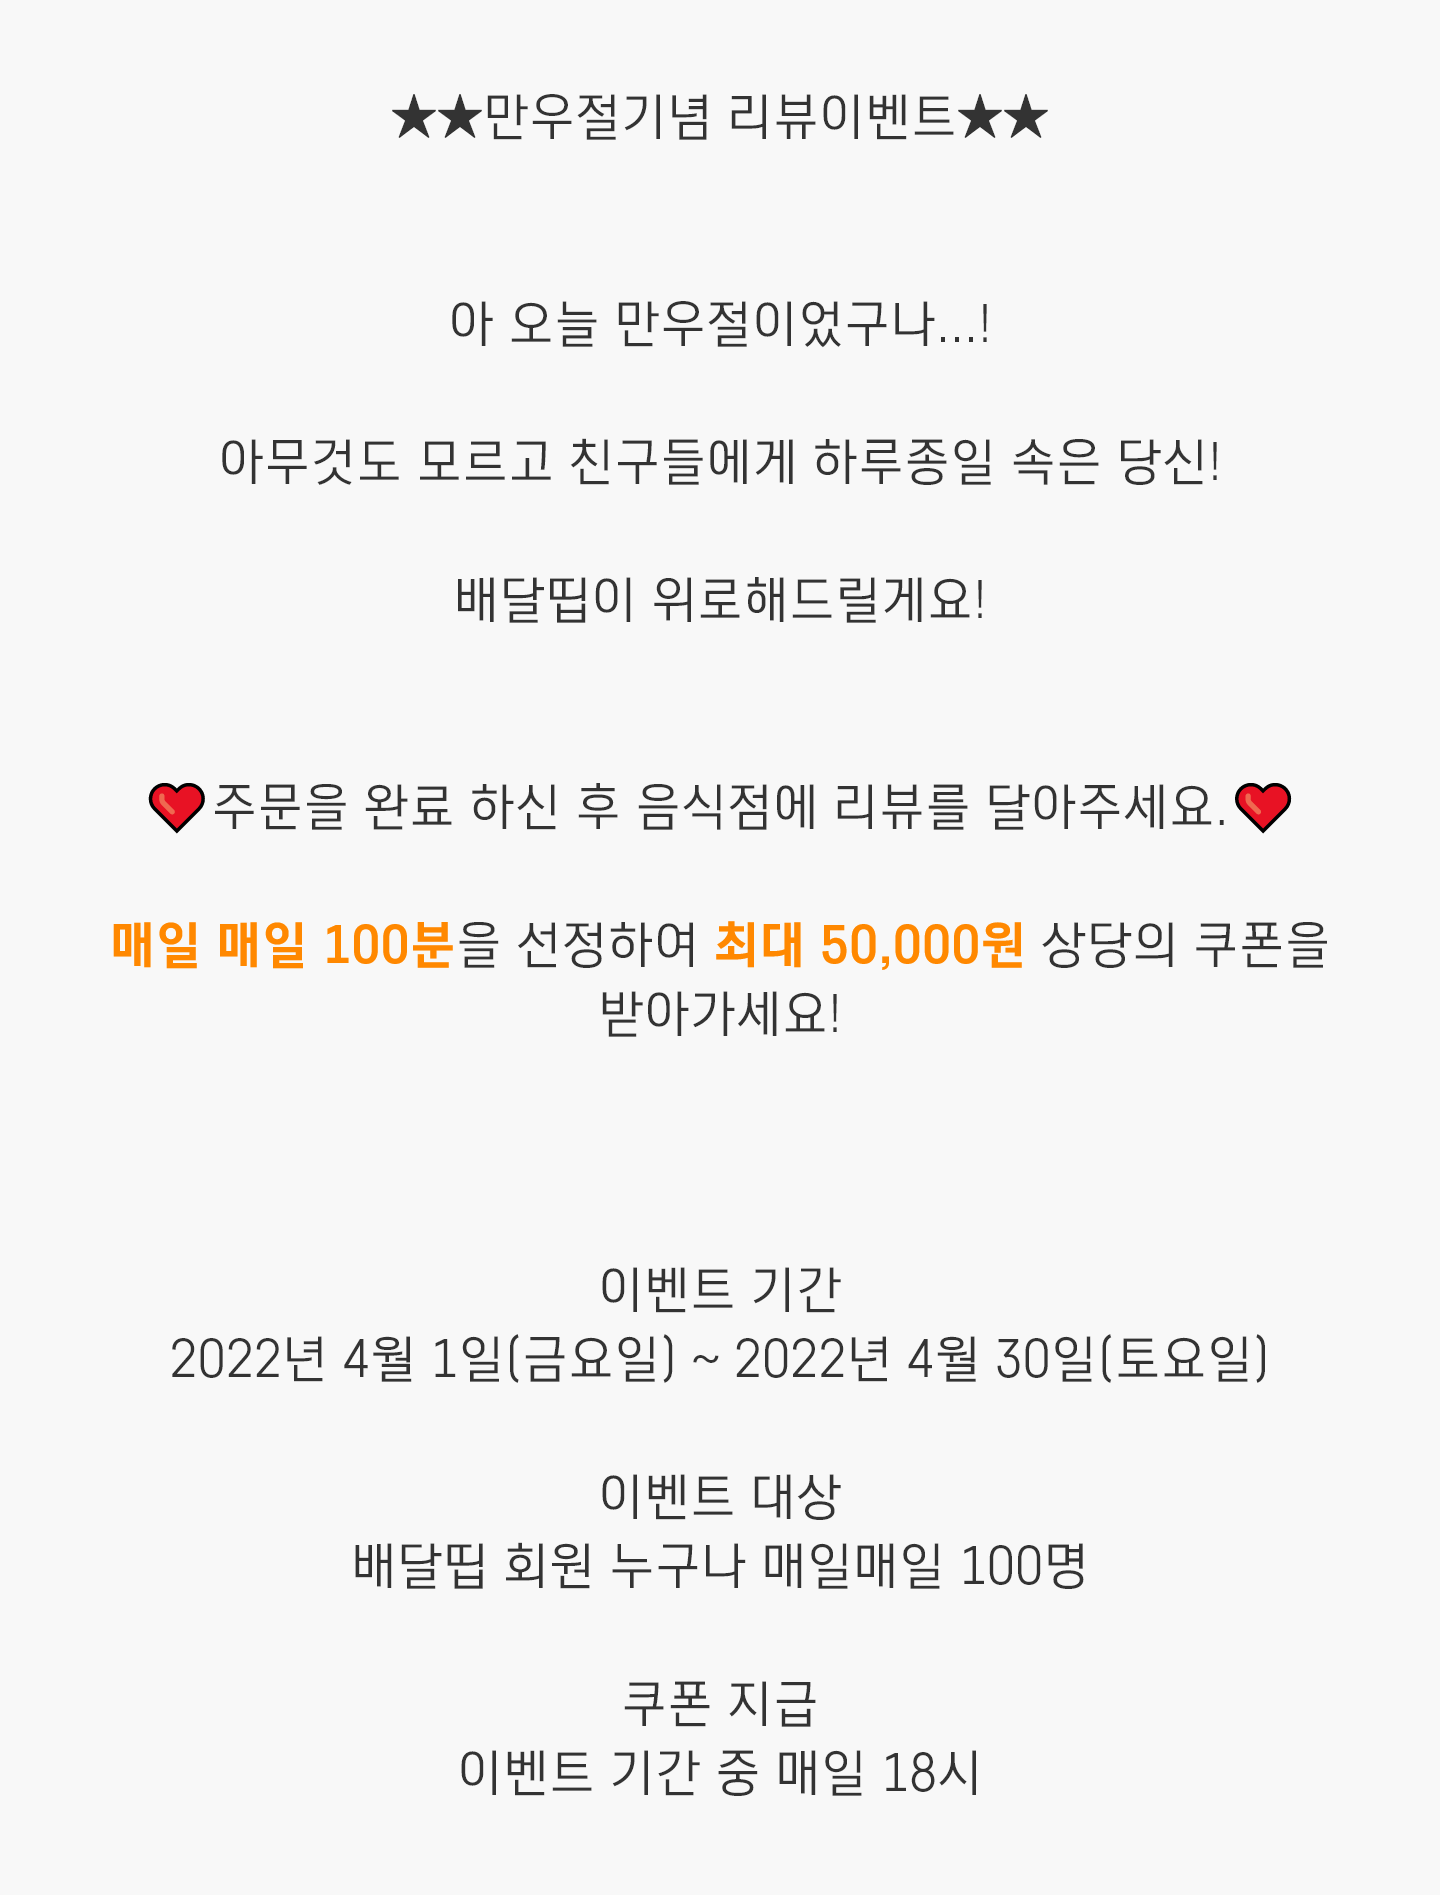 ★★만우절기념 리뷰이벤트★★
아 오늘 만우절이었구나...!
아무것도 모르고 친구들에게 하루종일 속은 당신!
배달띱이 위로해드릴게요!
❤️주문을 완료 하신 후 음식점에 리뷰를 달아주세요.❤️
매일 매일 100분을 선정하여 최대 50,000원 상당의 쿠폰을
받아가세요!
이벤트 기간
2022년 4월 1일(금요일) ~ 2022년 4월 30일(토요일)
이벤트 대상
배달띱 회원 누구나 매일매일 100명
쿠폰 지급
이벤트 기간 중 매일 18시